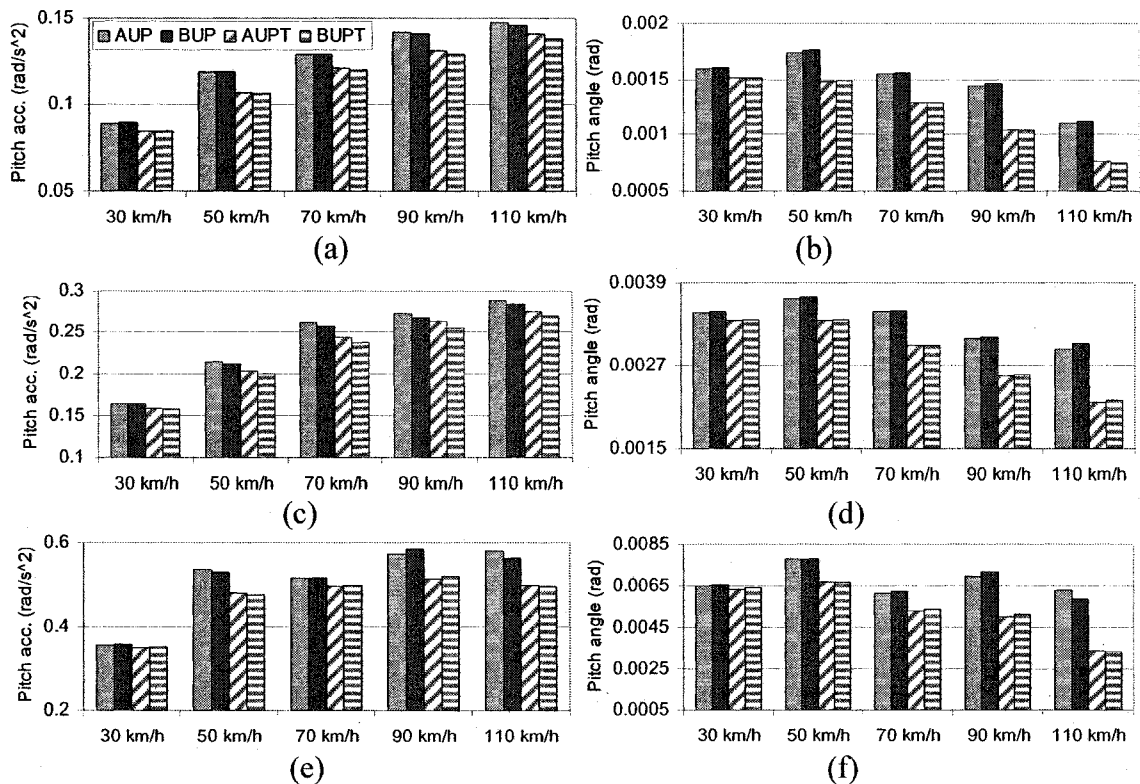 Pitch acc. (rad/s^2)
0.15
0.1
0.05
AUP BUP AUPT BUPT
30 km/h 50 km/h 70 km/h 90 km/h 110 km/h
(a)
Pitch angle (rad)
0.002
0.0015
0.001
0.0005
30 km/h 50 km/h 70 km/h 90 km/h 110 km/h
(b)
Pitch acc. (rad/s^2)
0.3
0.25
0.2
0.15
0.1
30 km/h 50 km/h 70 km/h 90 km/h 110 km/h
(c)
Pitch angle (rad)
0.0039
0.0027
0.0015
30 km/h 50 km/h 70 km/h 90 km/h 110 km/h
(d)
Pitch acc. (rad/s^2)
0.6
0.4
0.2
30 km/h 50 km/h 70 km/h 90 km/h 110 km/h
(e)
Pitch angle (rad)
0.0085
0.0065
0.0045
0.0025
0.0005
30 km/h 50 km/h 70 km/h 90 km/h 110 km/h
(f)